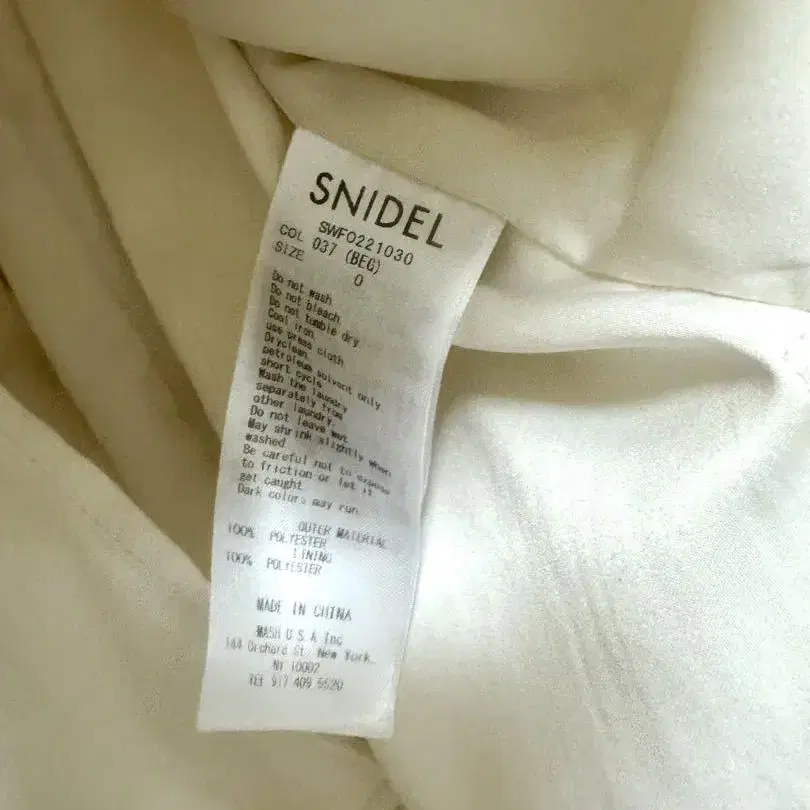 SNIDEL
SWFO221030
COL 037 (BEG)
SIZE 0
Do not wash
Do not bleach
Do not tumble dry
Cool iron
use press cloth
Dryclean
petroleum solvent only
short cycle
Wash the laundry
separately from
other laundry.
Do not leave wet
May shrink slightly when
washed
Be careful not to expose
to friction or let it
get caught
Dark colors may run.
OUTER MATERIAL
100% POLYESTER
LINING
100% POLYESTER
MADE IN CHINA
MASH U.S.A Inc
144 Orchard St. New York,
NY 10002
TEL 917 409 5520